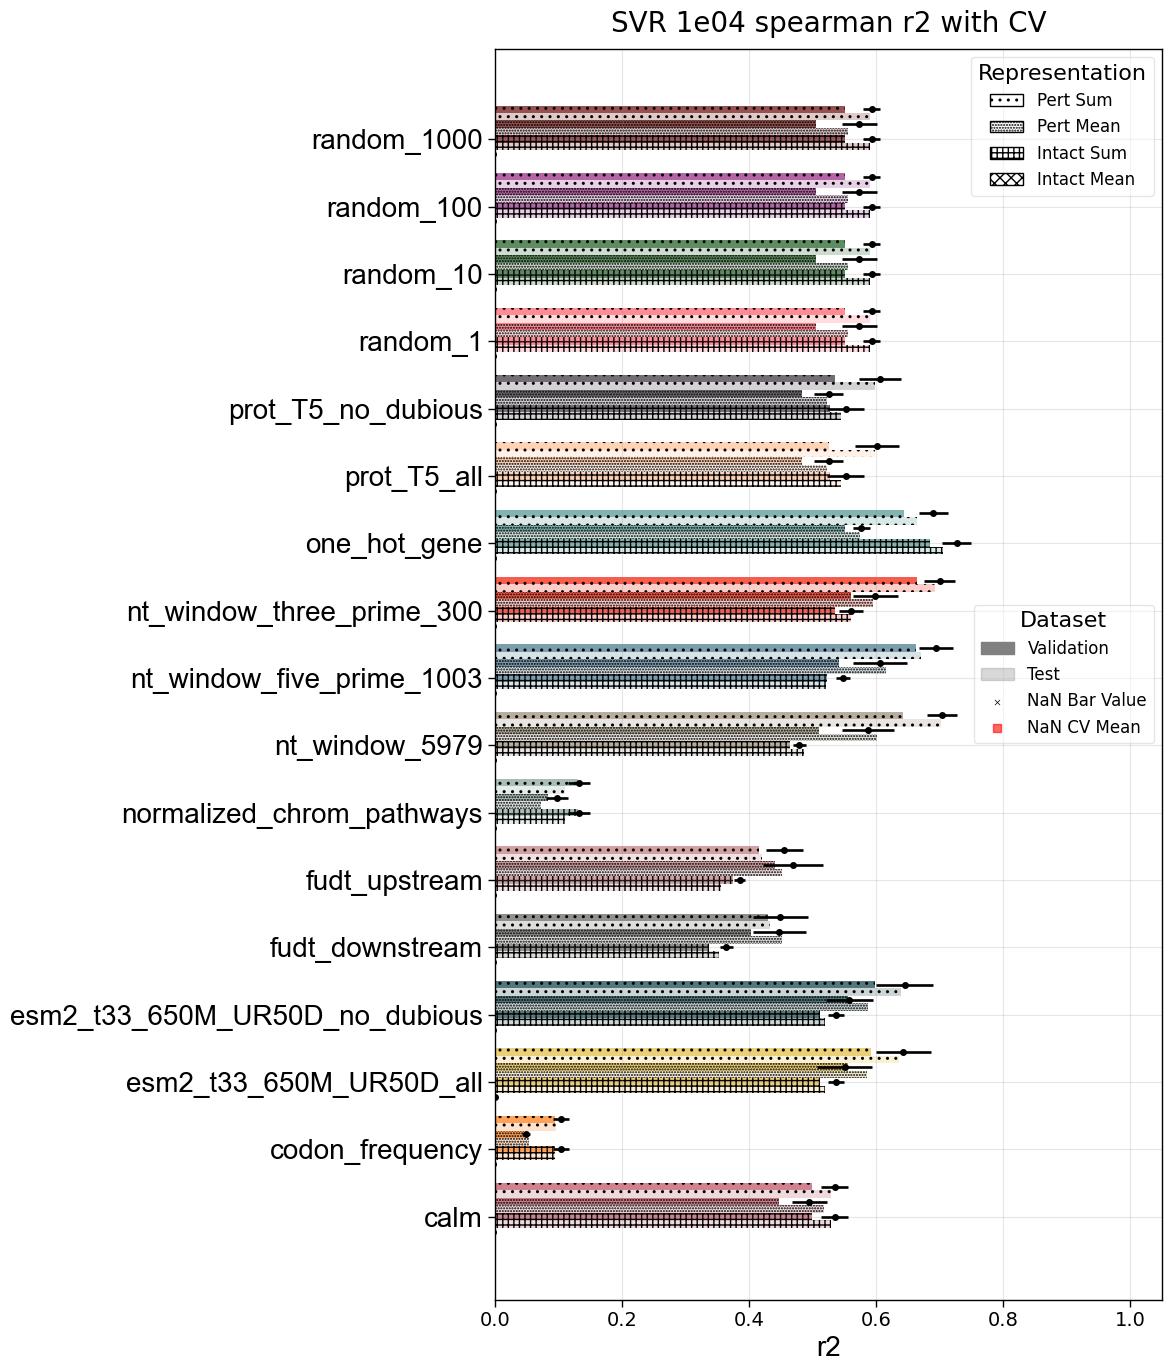 SVR 1e04 spearman r2 with CV
Representation
Pert Sum
Pert Mean
Intact Sum
Intact Mean
random_1000
random_100
random_10
random_1
prot_T5_no_dubious
prot_T5_all
one_hot_gene
nt_window_three_prime_300
nt_window_five_prime_1003
nt_window_5979
normalized_chrom_pathways
fudt_upstream
fudt_downstream
esm2_t33_650M_UR50D_no_dubious
esm2_t33_650M_UR50D_all
codon_frequency
calm
Dataset
Validation
Test
NaN Bar Value
NaN CV Mean
0.0 0.2 0.4 0.6 0.8 1.0
r2